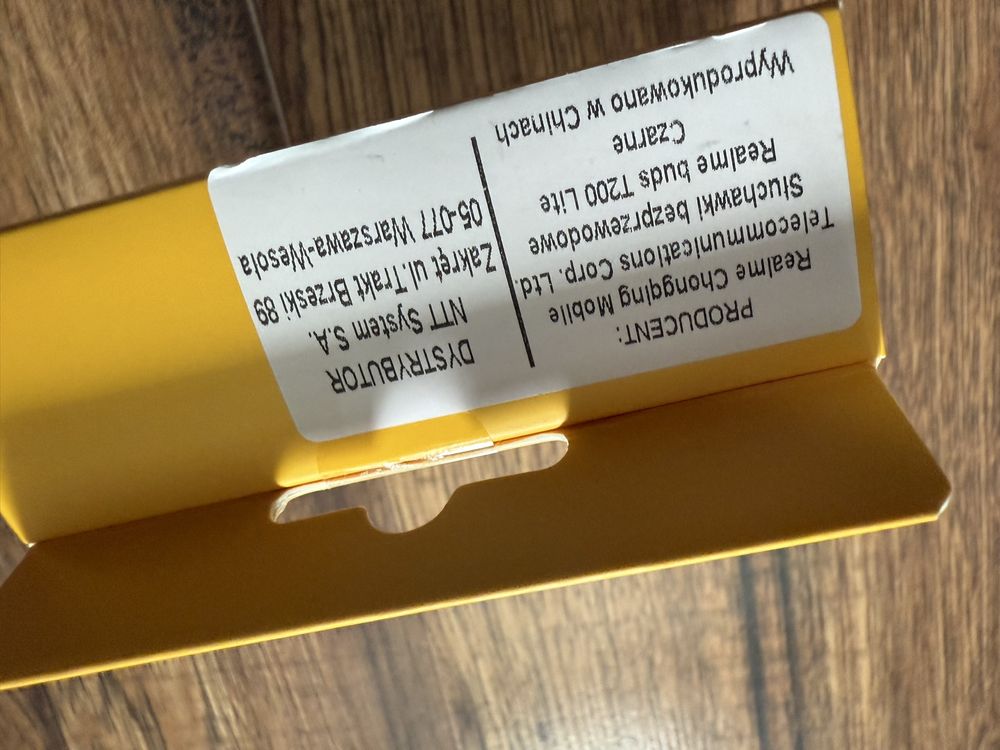 PRODUCENT:
Realme Chongqing Mobile
Telecommunications Corp. Ltd
Słuchawki bezprzewodowe
Realme buds T200 Lite
Czarne
Wyprodukowano w Chinach
DYSTRYBUTOR
NTT System S.A.
Zakręt ul.Trakt Brzeski 89
05-077 Warszawa-Wesoła